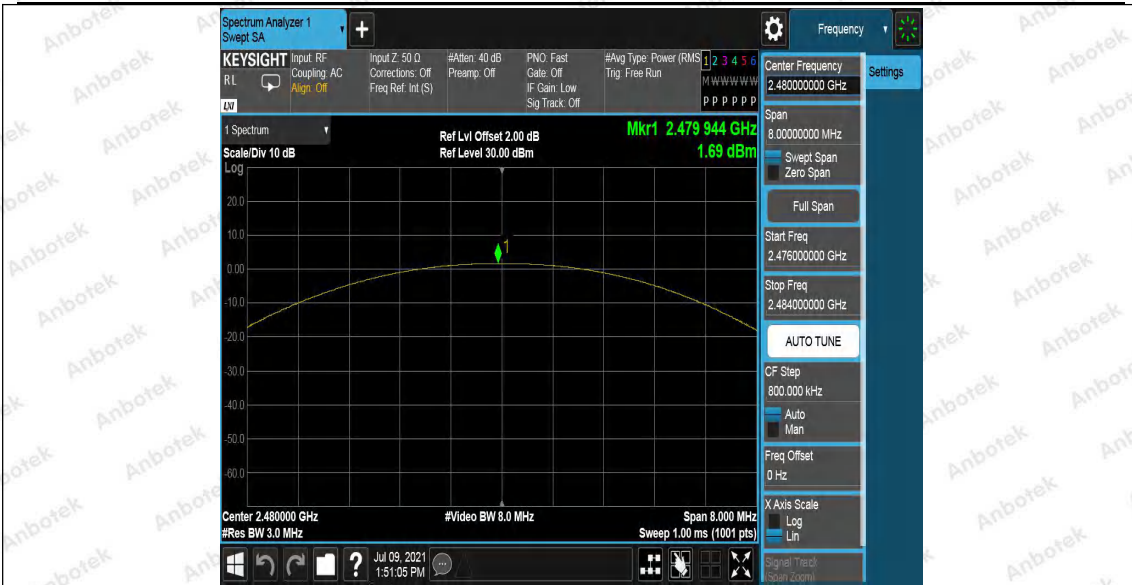 Spectrum Analyzer 1
Swept SA
+
Frequency
KEYSIGHT
RL
LXI
Input: RF
Coupling: AC
Align: Off
Input Z: 50 Ω
Corrections: Off
Freq Ref: Int (S)
#Atten: 40 dB
Preamp: Off
PNO: Fast
Gate: Off
IF Gain: Low
Sig Track: Off
#Avg Type: Power (RMS
Trig: Free Run
1 2 3 4 5 6
M W W W W W
P P P P P P
1 Spectrum
Scale/Div 10 dB
Ref Lvl Offset 2.00 dB
Ref Level 30.00 dBm
Mkr1 2.479 944 GHz
1.69 dBm
Log
20.0
10.0
0.00
-10.0
-20.0
-30.0
-40.0
-50.0
-60.0
1
Center 2.480000 GHz
#Res BW 3.0 MHz
#Video BW 8.0 MHz
Span 8.000 MHz
Sweep 1.00 ms (1001 pts)
?
Jul 09, 2021
1:51:05 PM
Center Frequency
2.480000000 GHz
Settings
Span
8.00000000 MHz
Swept Span
Zero Span
Full Span
Start Freq
2.476000000 GHz
Stop Freq
2.484000000 GHz
AUTO TUNE
CF Step
800.000 kHz
Auto
Man
Freq Offset
0 Hz
X Axis Scale
Log
Lin
Signal Track
(Span Zoom)
Anbotek